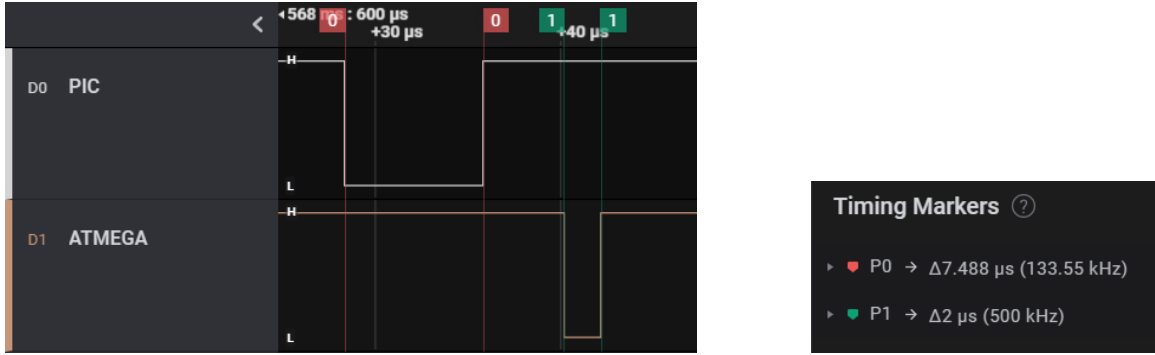 568 ms : 600 µs
0 0 1 1
+30 µs +40 µs
H
D0 PIC
L
H
D1 ATMEGA
L
Timing Markers ?
P0 → Δ7.488 µs (133.55 kHz)
P1 → Δ2 µs (500 kHz)